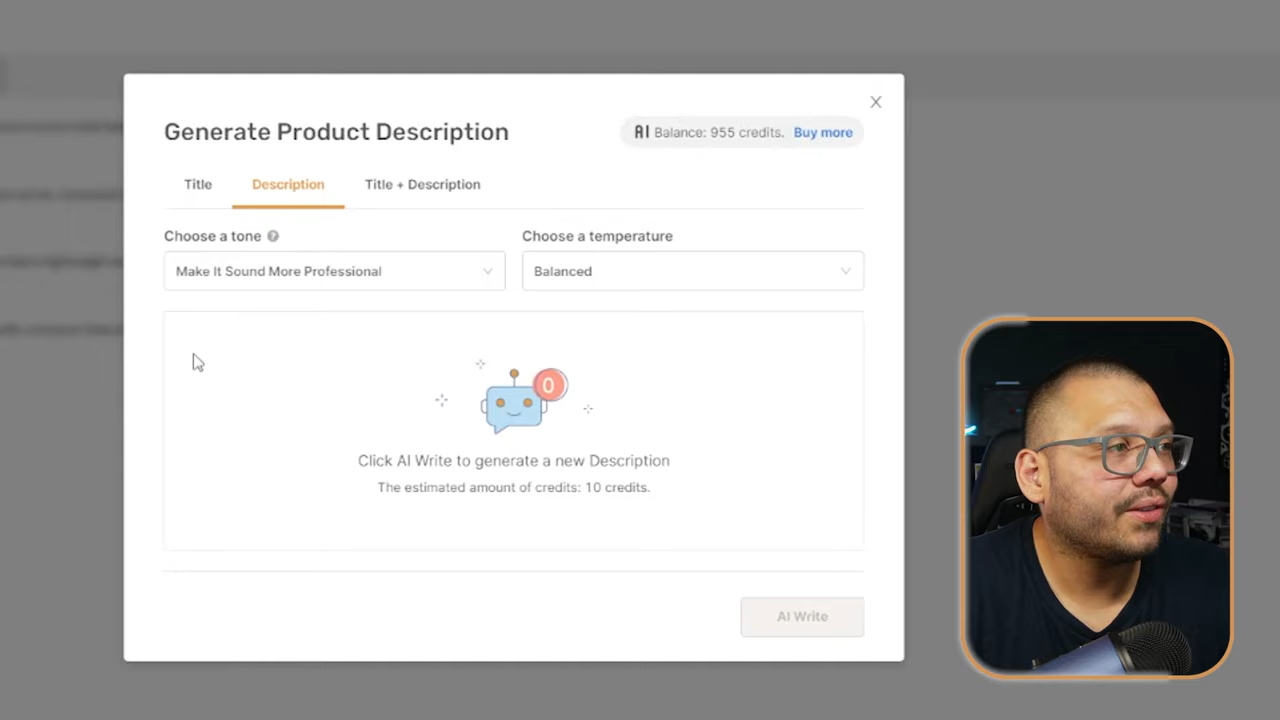 Generate Product Description
AI Balance: 955 credits. Buy more
Title
Description
Title + Description
Choose a tone ?
Choose a temperature
Make It Sound More Professional
Balanced
0
Click AI Write to generate a new Description
The estimated amount of credits: 10 credits.
AI Write